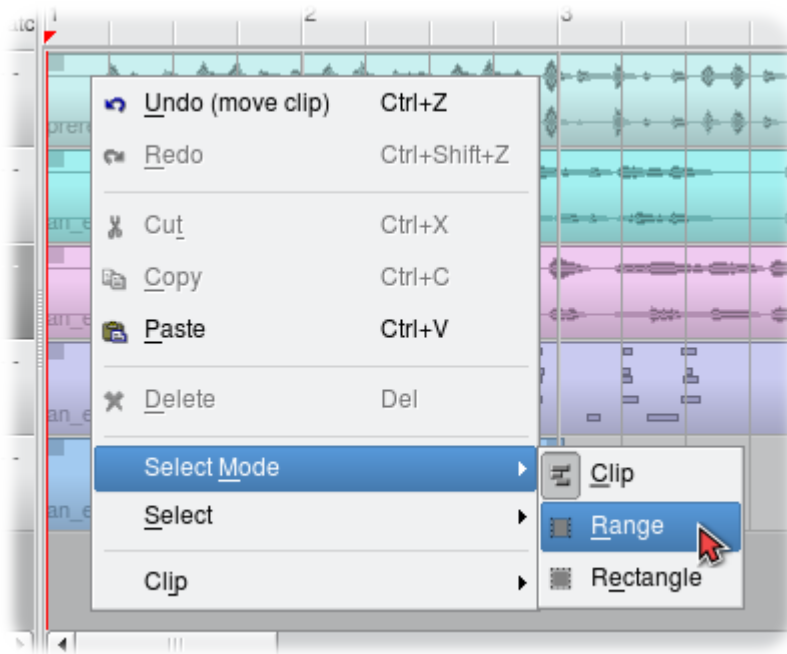 1 2 3
Undo (move clip) Ctrl+Z
Redo Ctrl+Shift+Z
Cut Ctrl+X
Copy Ctrl+C
Paste Ctrl+V
Delete Del
Select Mode
Select
Clip
Clip
Range
Rectangle